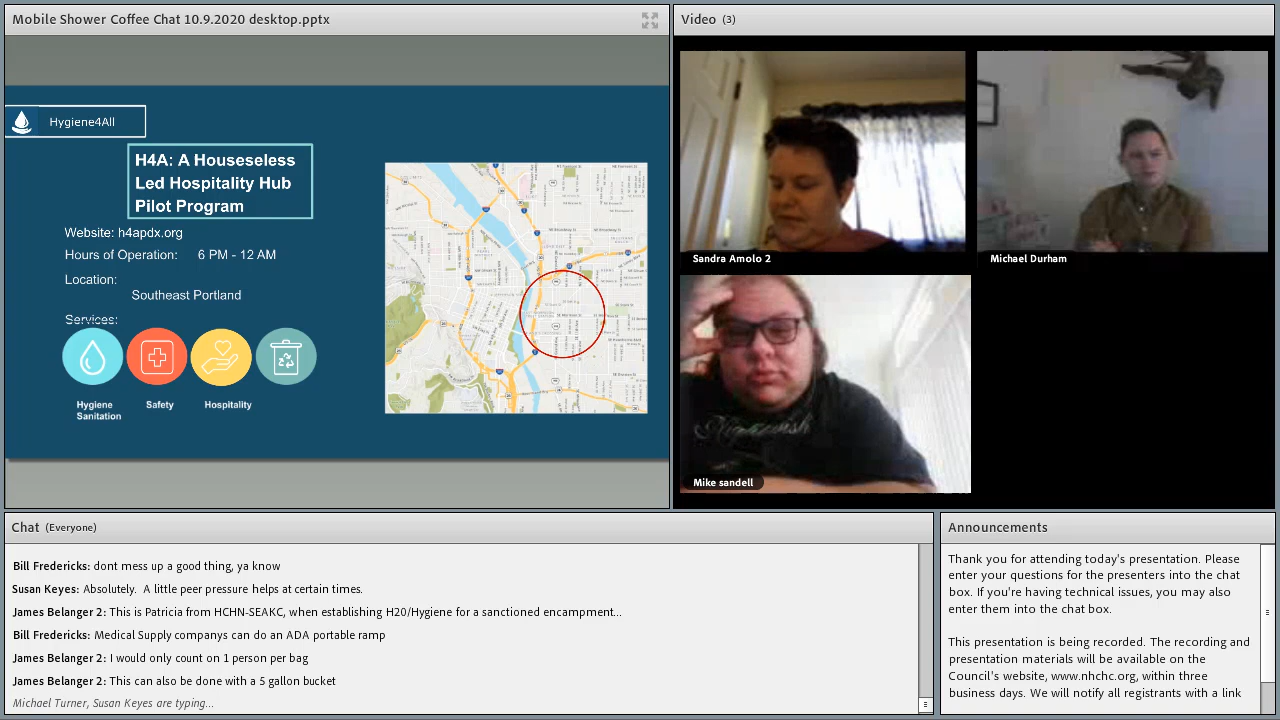 Mobile Shower Coffee Chat 10.9.2020 desktop.pptx
Hygiene4All
H4A: A Houseseless
Led Hospitality Hub
Pilot Program
Website: h4apdx.org
Hours of Operation: 6 PM - 12 AM
Location:
Southeast Portland
Services:
Hygiene
Sanitation
Safety
Hospitality
Video (3)
Sandra Amolo 2
Michael Durham
Mike sandell
Chat (Everyone)
Bill Fredericks: dont mess up a good thing, ya know
Susan Keyes: Absolutely. A little peer pressure helps at certain times.
James Belanger 2: This is Patricia from HCHN-SEAKC, when establishing H20/Hygiene for a sanctioned encampment...
Bill Fredericks: Medical Supply companys can do an ADA portable ramp
James Belanger 2: I would only count on 1 person per bag
James Belanger 2: This can also be done with a 5 gallon bucket
Michael Turner, Susan Keyes are typing...
Announcements
Thank you for attending today's presentation. Please
enter your questions for the presenters into the chat
box. If you're having technical issues, you may also
enter them into the chat box.
This presentation is being recorded. The recording and
presentation materials will be available on the
Council's website, www.nhchc.org, within three
business days. We will notify all registrants with a link